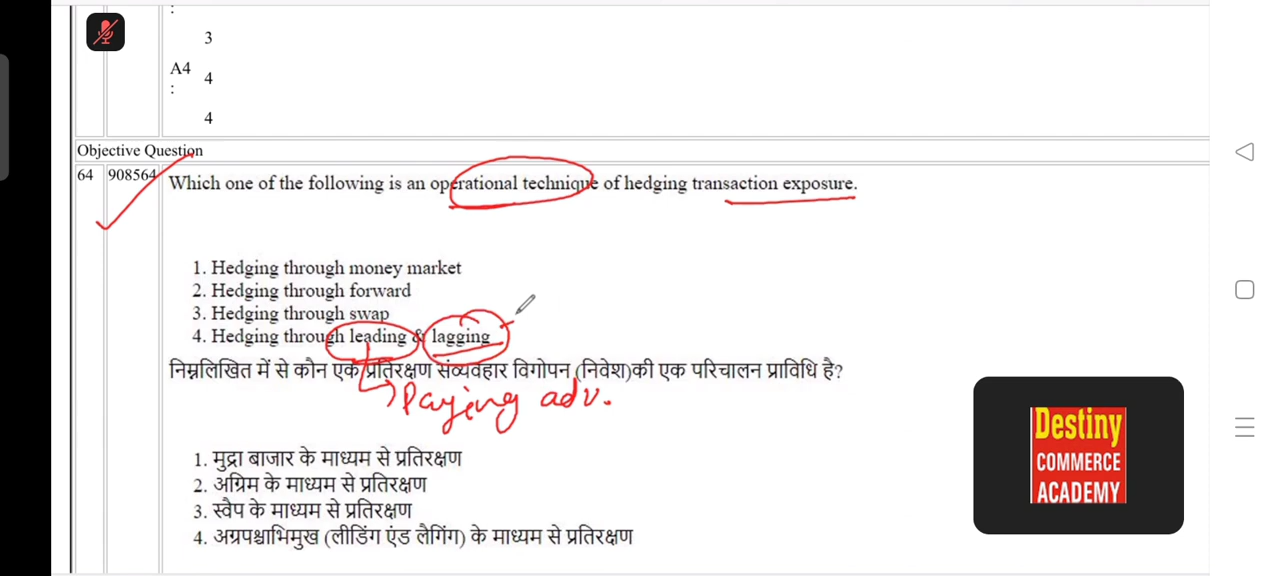 :
3
A4
:
4
4
Objective Question
64 908564 Which one of the following is an operational technique of hedging transaction exposure.
1. Hedging through money market
2. Hedging through forward
3. Hedging through swap
4. Hedging through leading & lagging
निम्नलिखित में से कौन एक प्रतिरक्षण संव्यवहार विगोपन (निवेश)की एक परिचालन प्राविधि है?
Paying adv.
1. मुद्रा बाजार के माध्यम से प्रतिरक्षण
2. अग्रिम के माध्यम से प्रतिरक्षण
3. स्वैप के माध्यम से प्रतिरक्षण
4. अग्रपश्चाभिमुख (लीडिंग एंड लैगिंग) के माध्यम से प्रतिरक्षण
Destiny
COMMERCE
ACADEMY